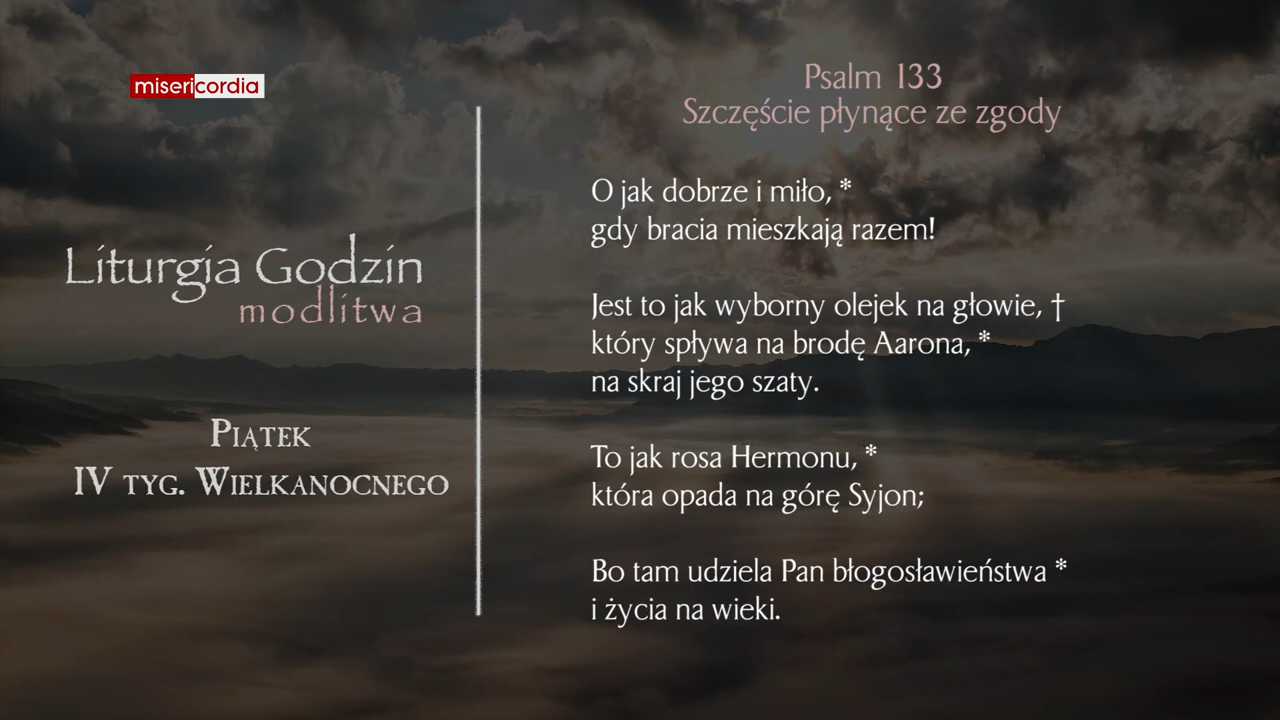 misericordia
Liturgia Godzin
modlitwa
Piątek
IV tyg. Wielkanocnego
Psalm 133
Szczęście płynące ze zgody
O jak dobrze i miło, *
gdy bracia mieszkają razem!
Jest to jak wyborny olejek na głowie, †
który spływa na brodę Aarona, *
na skraj jego szaty.
To jak rosa Hermonu, *
która opada na górę Syjon;
Bo tam udziela Pan błogosławieństwa *
i życia na wieki.